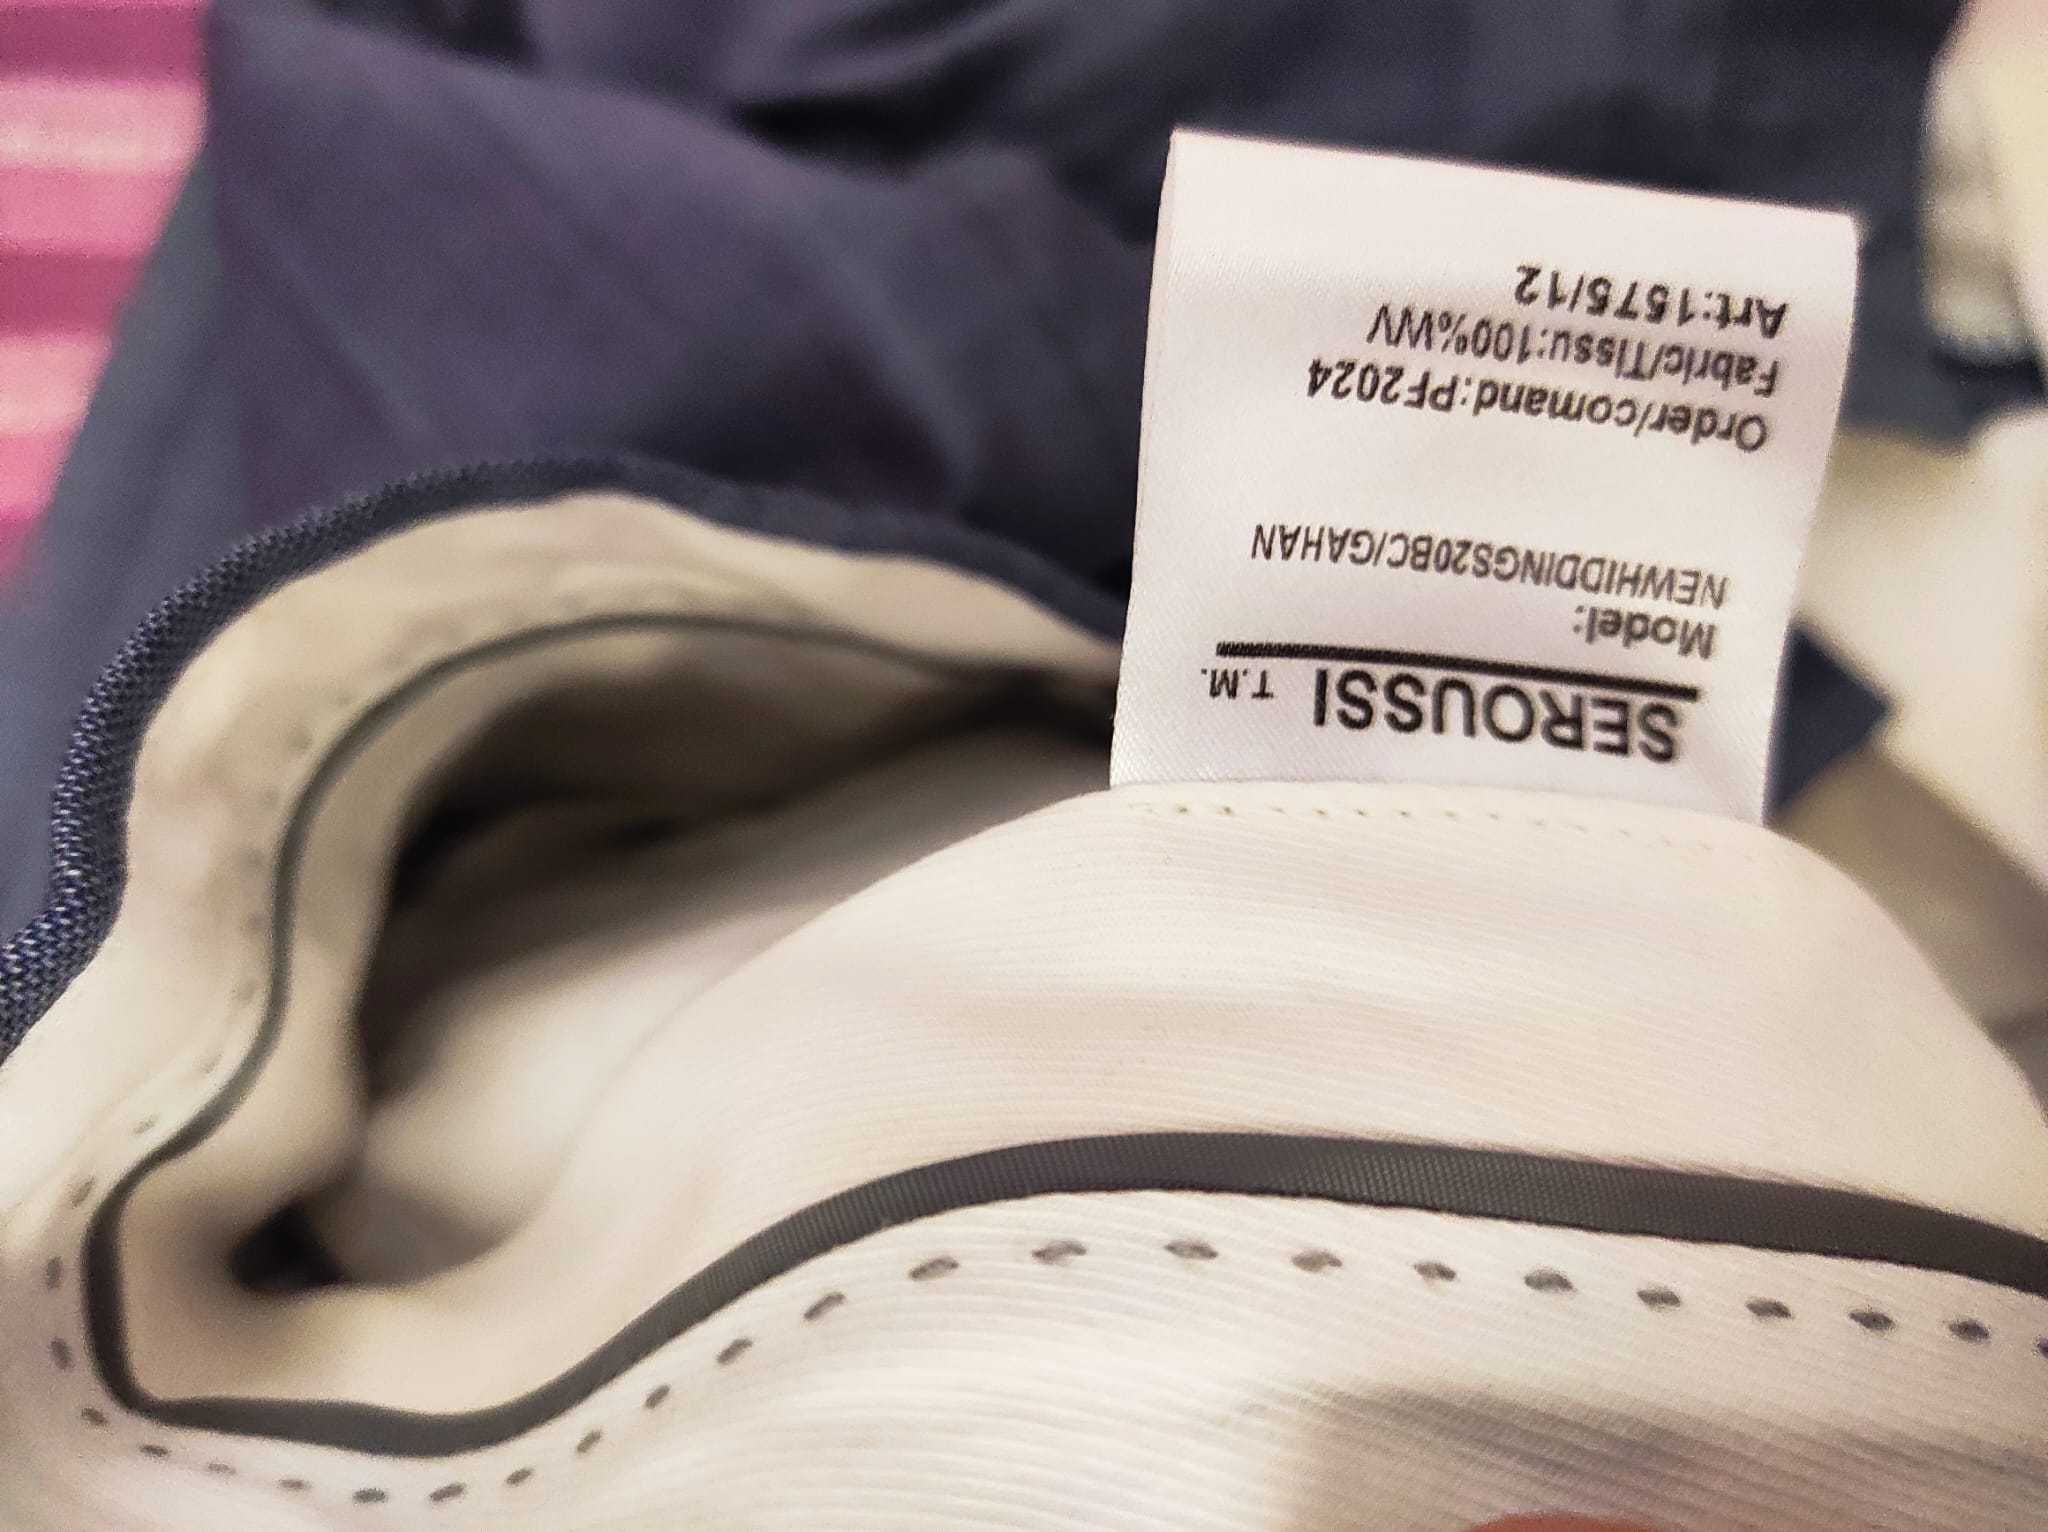 SEROUSSI T.M.
Model:
NEWHIDDINGS20BC/GAHAN
Order/comand:PF2024
Fabric/Tissu:100%WV
Art:1575/12